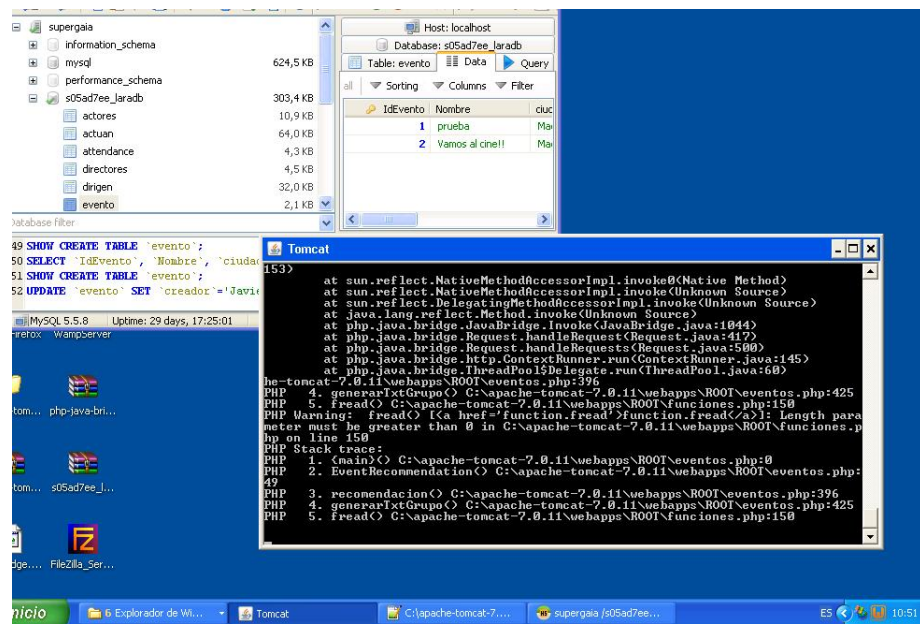 supergaia
information_schema
mysql 624,5 KB
performance_schema
s05ad7ee_laradb 303,4 KB
actores 10,9 KB
actuan 64,0 KB
attendance 4,3 KB
directores 4,5 KB
dirigen 32,0 KB
evento 2,1 KB
Database filter
Host: localhost
Database: s05ad7ee_laradb
Table: evento Data Query
all Sorting Columns Filter
IdEvento Nombre ciud
1 prueba Mad
2 Vamos al cine!! Mad
49 SHOW CREATE TABLE `evento`;
50 SELECT `IdEvento`, `Nombre`, `ciudad
51 SHOW CREATE TABLE `evento`;
52 UPDATE `evento` SET `creador`='Javie
MySQL 5.5.8 Uptime: 29 days, 17:25:01
Tomcat
153)
at sun.reflect.NativeMethodAccessorImpl.invoke0(Native Method)
at sun.reflect.NativeMethodAccessorImpl.invoke(Unknown Source)
at sun.reflect.DelegatingMethodAccessorImpl.invoke(Unknown Source)
at java.lang.reflect.Method.invoke(Unknown Source)
at php.java.bridge.JavaBridge.Invoke(JavaBridge.java:1044)
at php.java.bridge.Request.handleRequest(Request.java:417)
at php.java.bridge.Request.handleRequests(Request.java:500)
at php.java.bridge.http.ContextRunner.run(ContextRunner.java:145)
at php.java.bridge.ThreadPool$Delegate.run(ThreadPool.java:60)
he-tomcat-7.0.11\webapps\ROOT\eventos.php:396
PHP 4. generarTxtGrupo() C:\apache-tomcat-7.0.11\webapps\ROOT\eventos.php:425
PHP 5. fread() C:\apache-tomcat-7.0.11\webapps\ROOT\funciones.php:150
PHP Warning: fread() [<a href='function.fread'>function.fread</a>]: Length para
meter must be greater than 0 in C:\apache-tomcat-7.0.11\webapps\ROOT\funciones.p
hp on line 150
PHP Stack trace:
PHP 1. {main}() C:\apache-tomcat-7.0.11\webapps\ROOT\eventos.php:0
PHP 2. EventRecommendation() C:\apache-tomcat-7.0.11\webapps\ROOT\eventos.php:
49
PHP 3. recomendacion() C:\apache-tomcat-7.0.11\webapps\ROOT\eventos.php:396
PHP 4. generarTxtGrupo() C:\apache-tomcat-7.0.11\webapps\ROOT\eventos.php:425
PHP 5. fread() C:\apache-tomcat-7.0.11\webapps\ROOT\funciones.php:150
irefox WampServer
-tom... php-java-bri...
-tom... s05ad7ee_l...
dge.... FileZilla_Ser...
Inicio 6 Explorador de Wi... Tomcat C:\apache-tomcat-7.... supergaia /s05ad7ee... ES 10:51